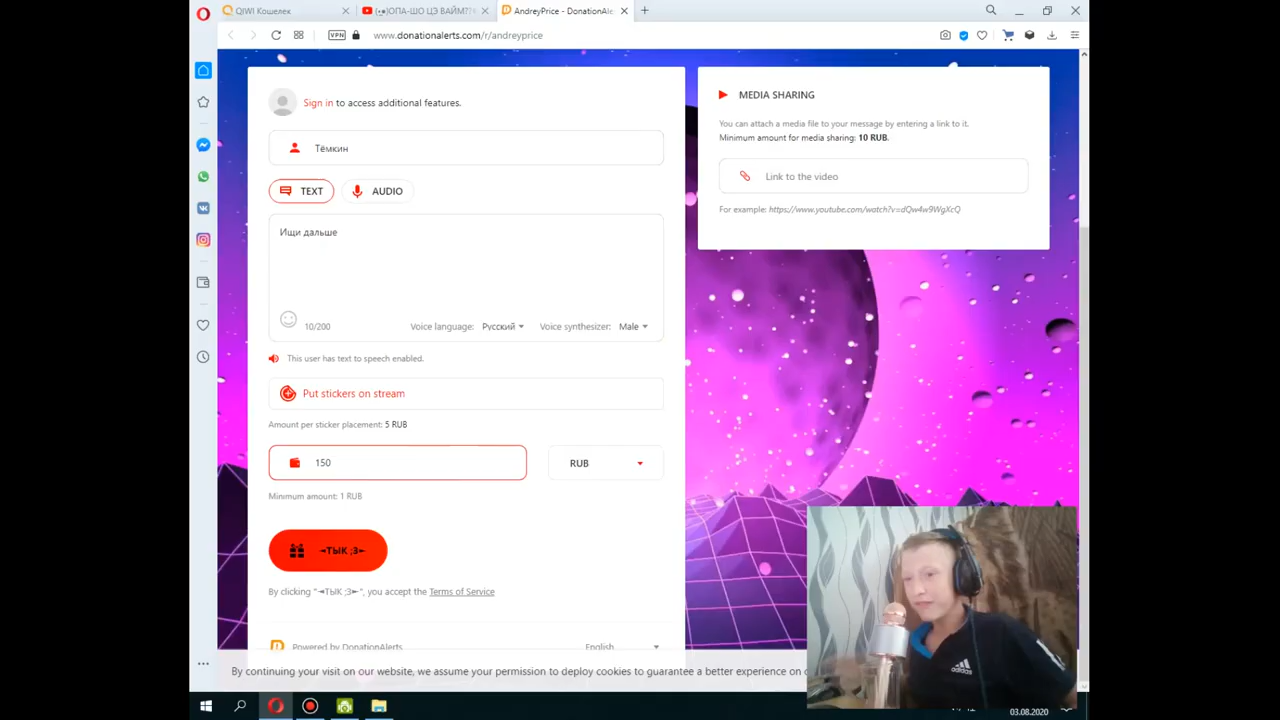 QIWI Кошелек
ОПА-ШО ЦЭ ВАЙМ??
AndreyPrice - DonationAle
VPN
www.donationalerts.com/r/andreyprice
Sign in to access additional features.
Тёмкин
TEXT
AUDIO
Ищи дальше
10/200
Voice language: Русский
Voice synthesizer: Male
This user has text to speech enabled.
Put stickers on stream
Amount per sticker placement: 5 RUB
150
RUB
Minimum amount: 1 RUB
◄ТЫК ;3►
By clicking "◄ТЫК ;3►", you accept the Terms of Service
Powered by DonationAlerts
English
MEDIA SHARING
You can attach a media file to your message by entering a link to it.
Minimum amount for media sharing: 10 RUB.
Link to the video
For example: https://www.youtube.com/watch?v=dQw4w9WgXcQ
By continuing your visit on our website, we assume your permission to deploy cookies to guarantee a better experience on
adidas
03.08.2020